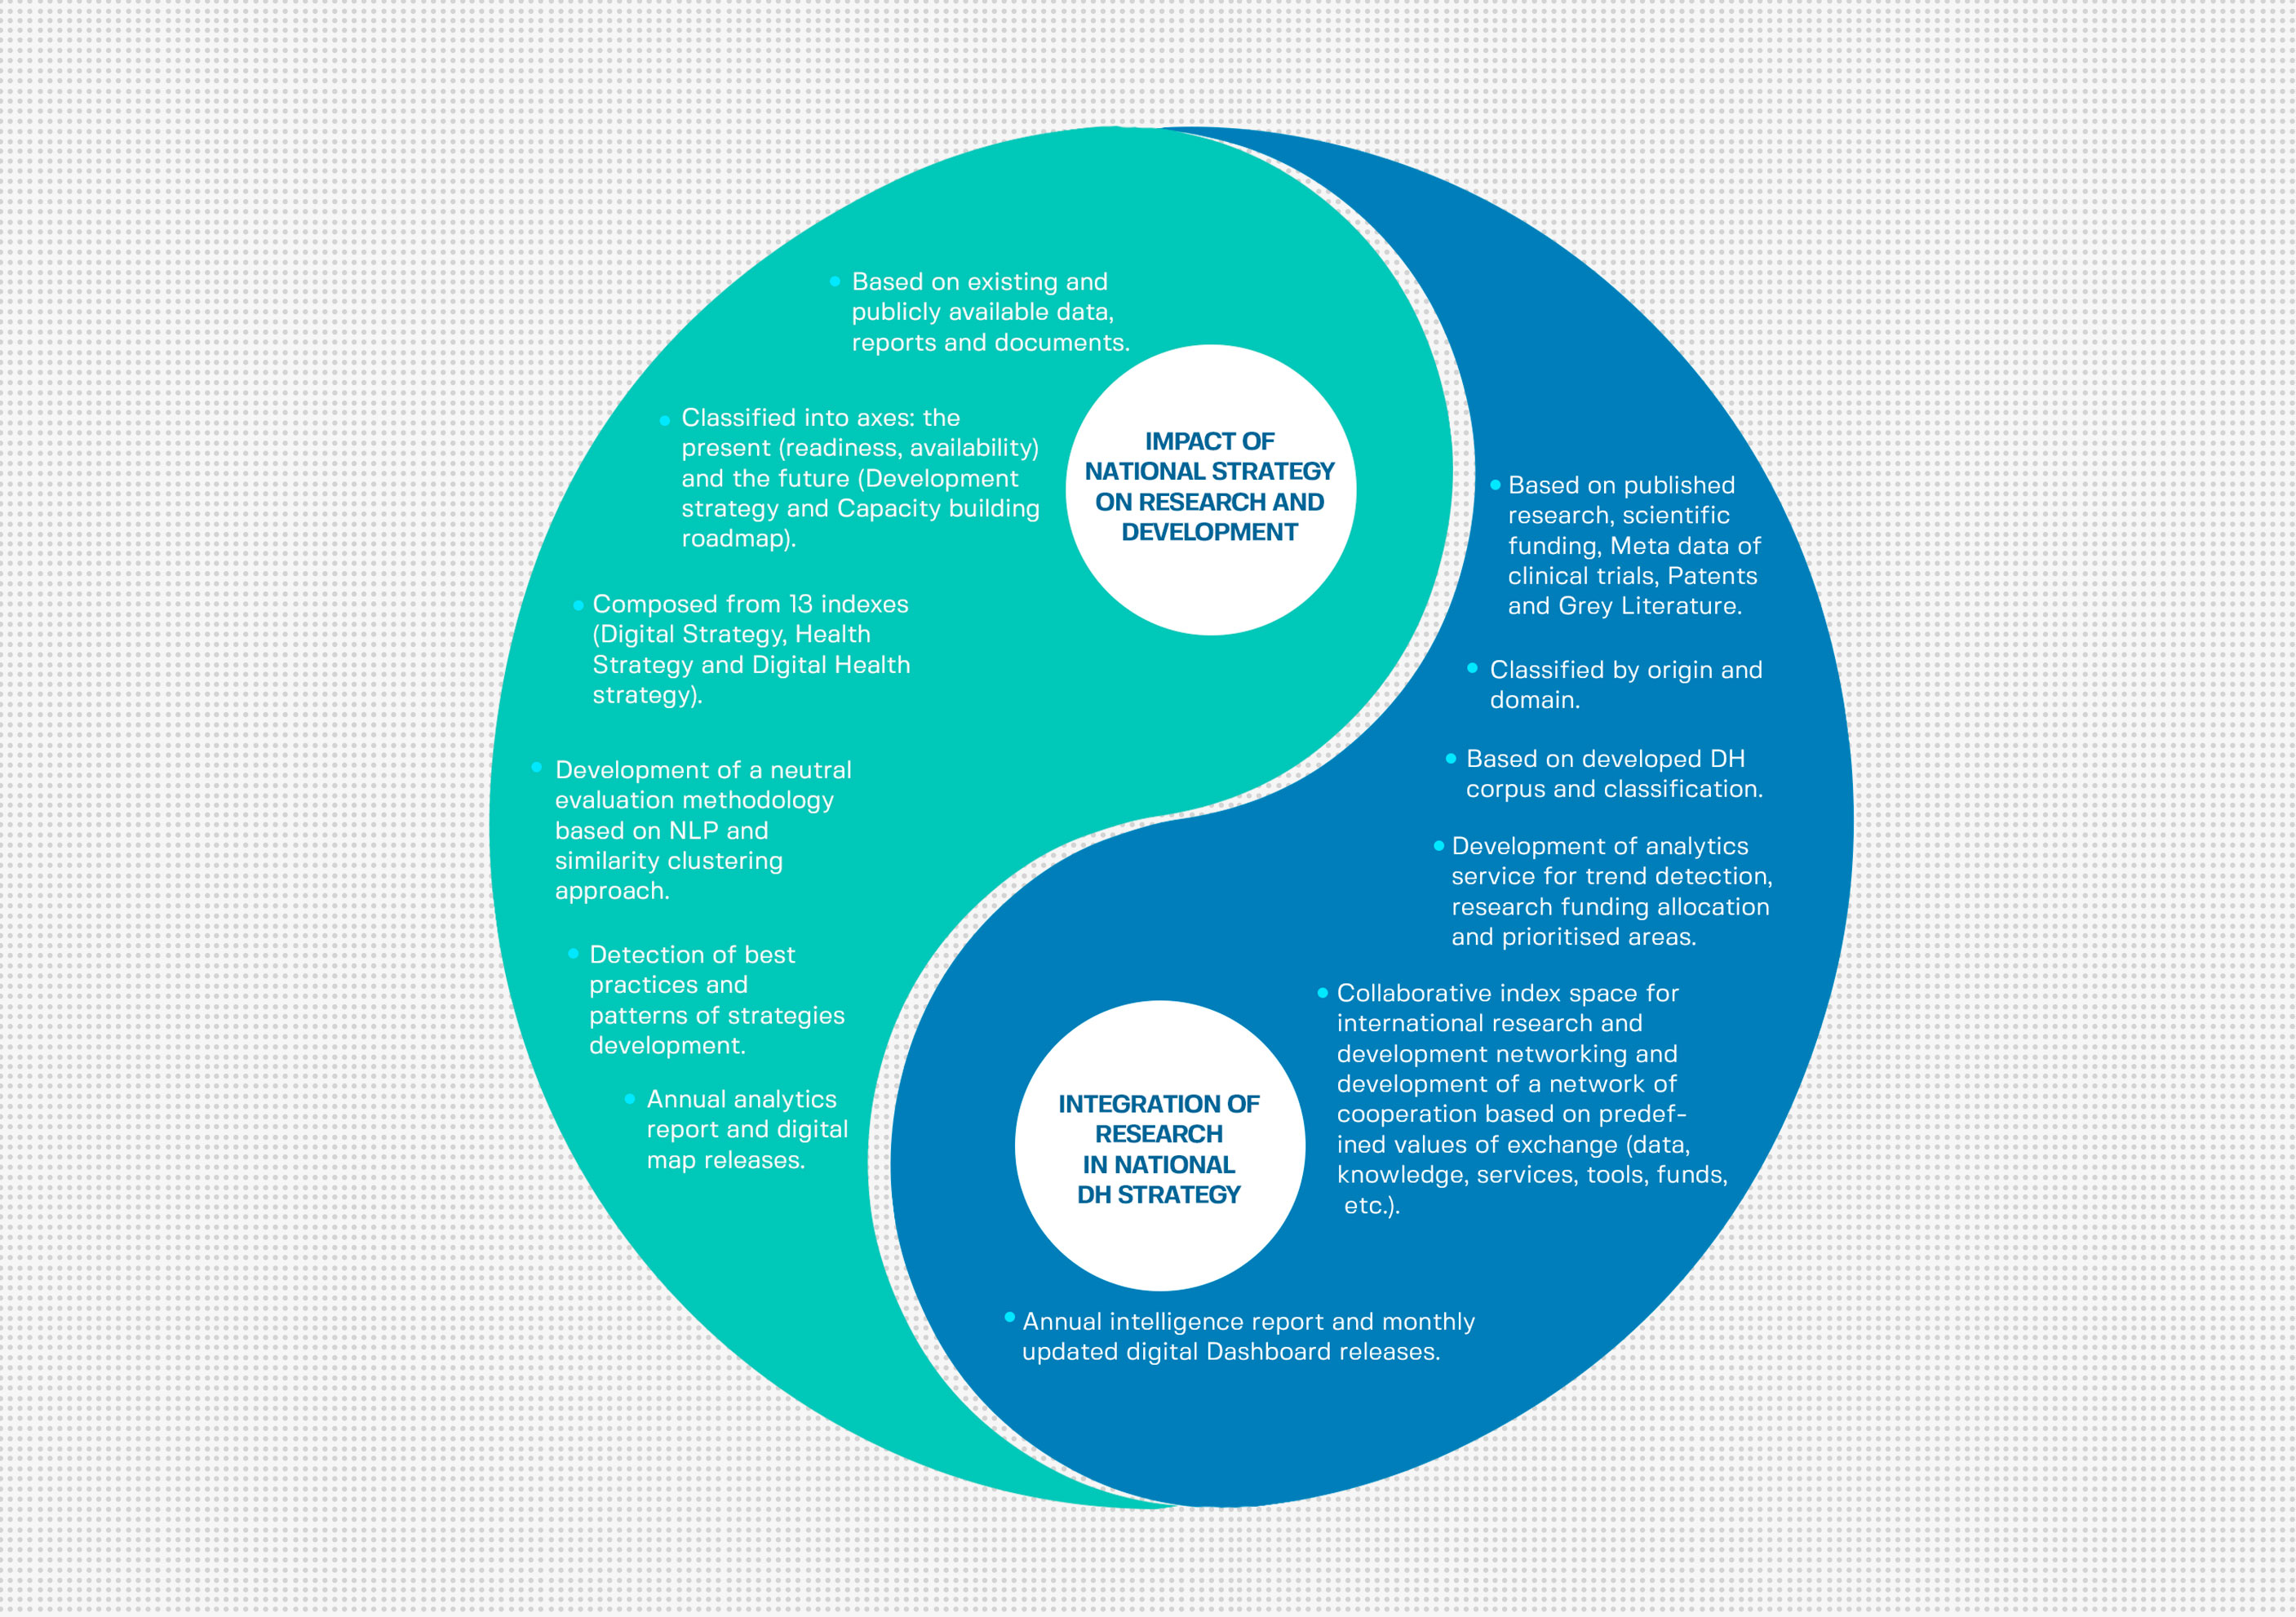 Based on existing and
publicly available data,
reports and documents.
Classified into axes: the
present (readiness, availability)
and the future (Development
strategy and Capacity building
roadmap).
Composed from 13 indexes
(Digital Strategy, Health
Strategy and Digital Health
strategy).
Development of a neutral
evaluation methodology
based on NLP and
similarity clustering
approach.
Detection of best
practices and
patterns of strategies
development.
Annual analytics
report and digital
map releases.
IMPACT OF
NATIONAL STRATEGY
ON RESEARCH AND
DEVELOPMENT
Based on published
research, scientific
funding, Meta data of
clinical trials, Patents
and Grey Literature.
Classified by origin and
domain.
Based on developed DH
corpus and classification.
Development of analytics
service for trend detection,
research funding allocation
and prioritised areas.
Collaborative index space for
international research and
development networking and
development of a network of
cooperation based on predef-
ined values of exchange (data,
knowledge, services, tools, funds,
etc.).
INTEGRATION OF
RESEARCH
IN NATIONAL
DH STRATEGY
Annual intelligence report and monthly
updated digital Dashboard releases.